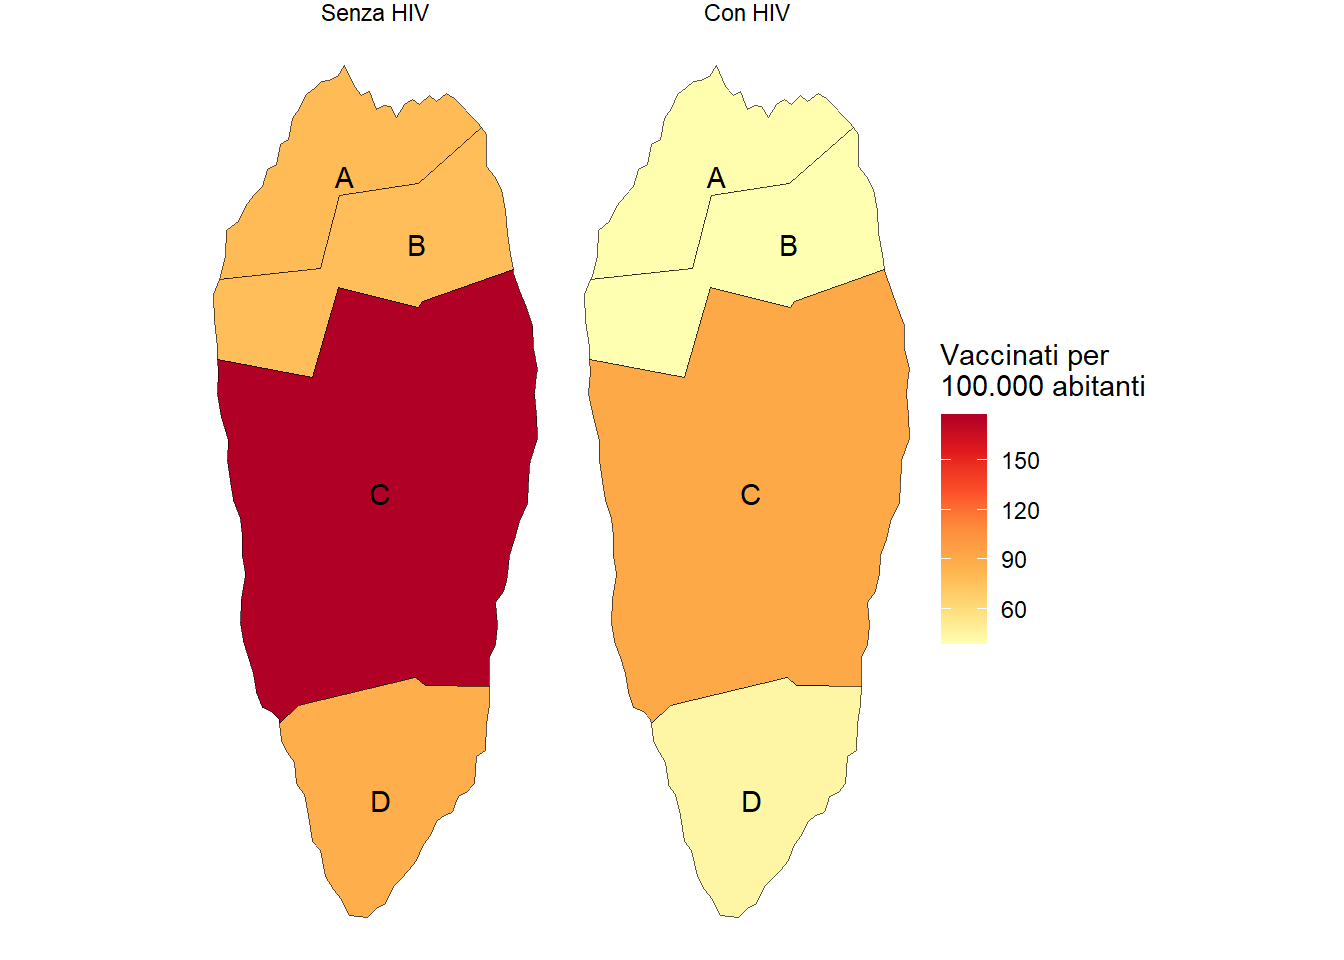 Senza HIV
Con HIV
A
B
C
D
A
B
C
D
Vaccinati per
100.000 abitanti
150
120
90
60